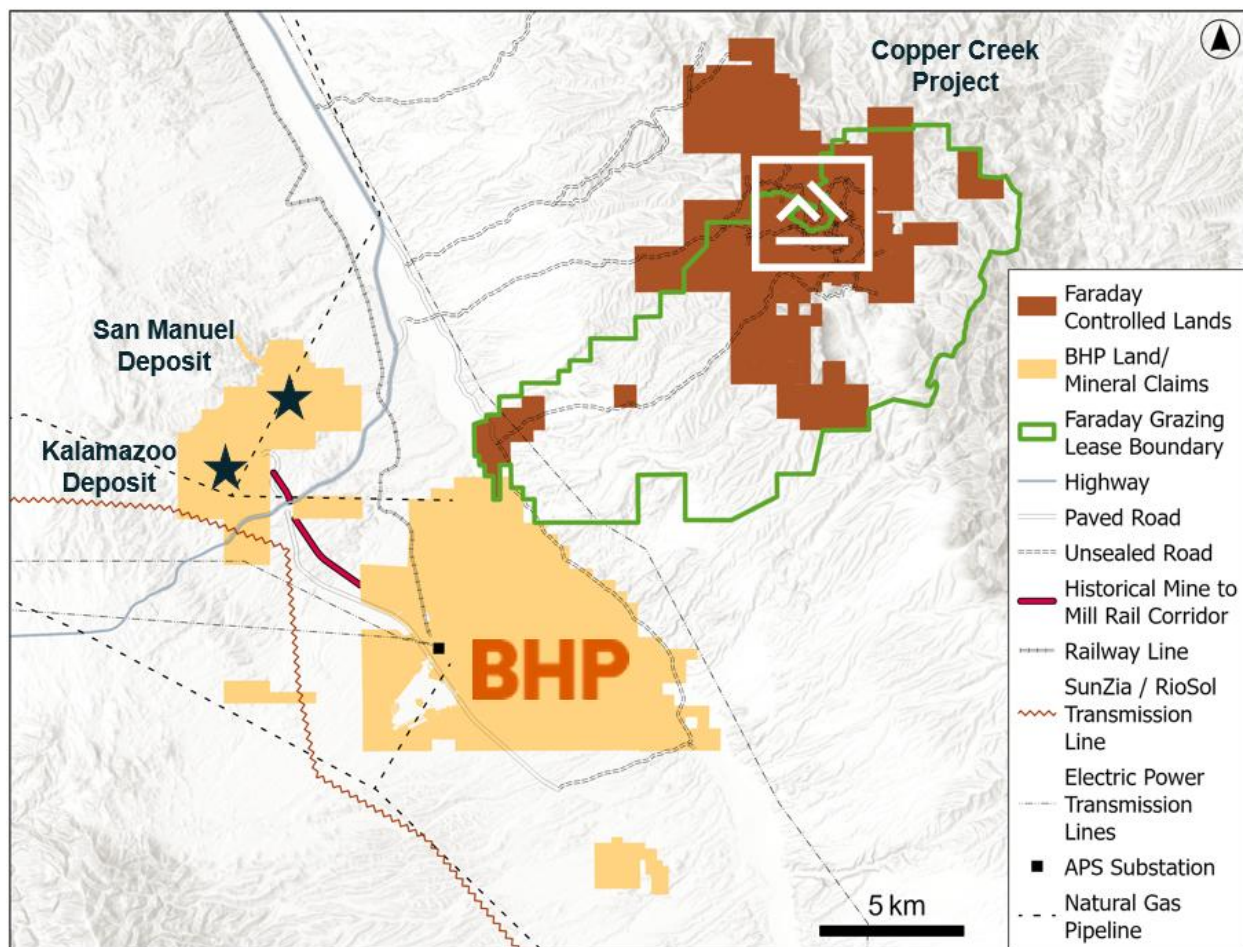 Copper Creek
Project
San Manuel
Deposit
Kalamazoo
Deposit
BHP
Faraday
Controlled Lands
BHP Land/
Mineral Claims
Faraday Grazing
Lease Boundary
Highway
Paved Road
Unsealed Road
Historical Mine to
Mill Rail Corridor
Railway Line
SunZia / RioSol
Transmission
Line
Electric Power
Transmission
Lines
APS Substation
Natural Gas
Pipeline
5 km